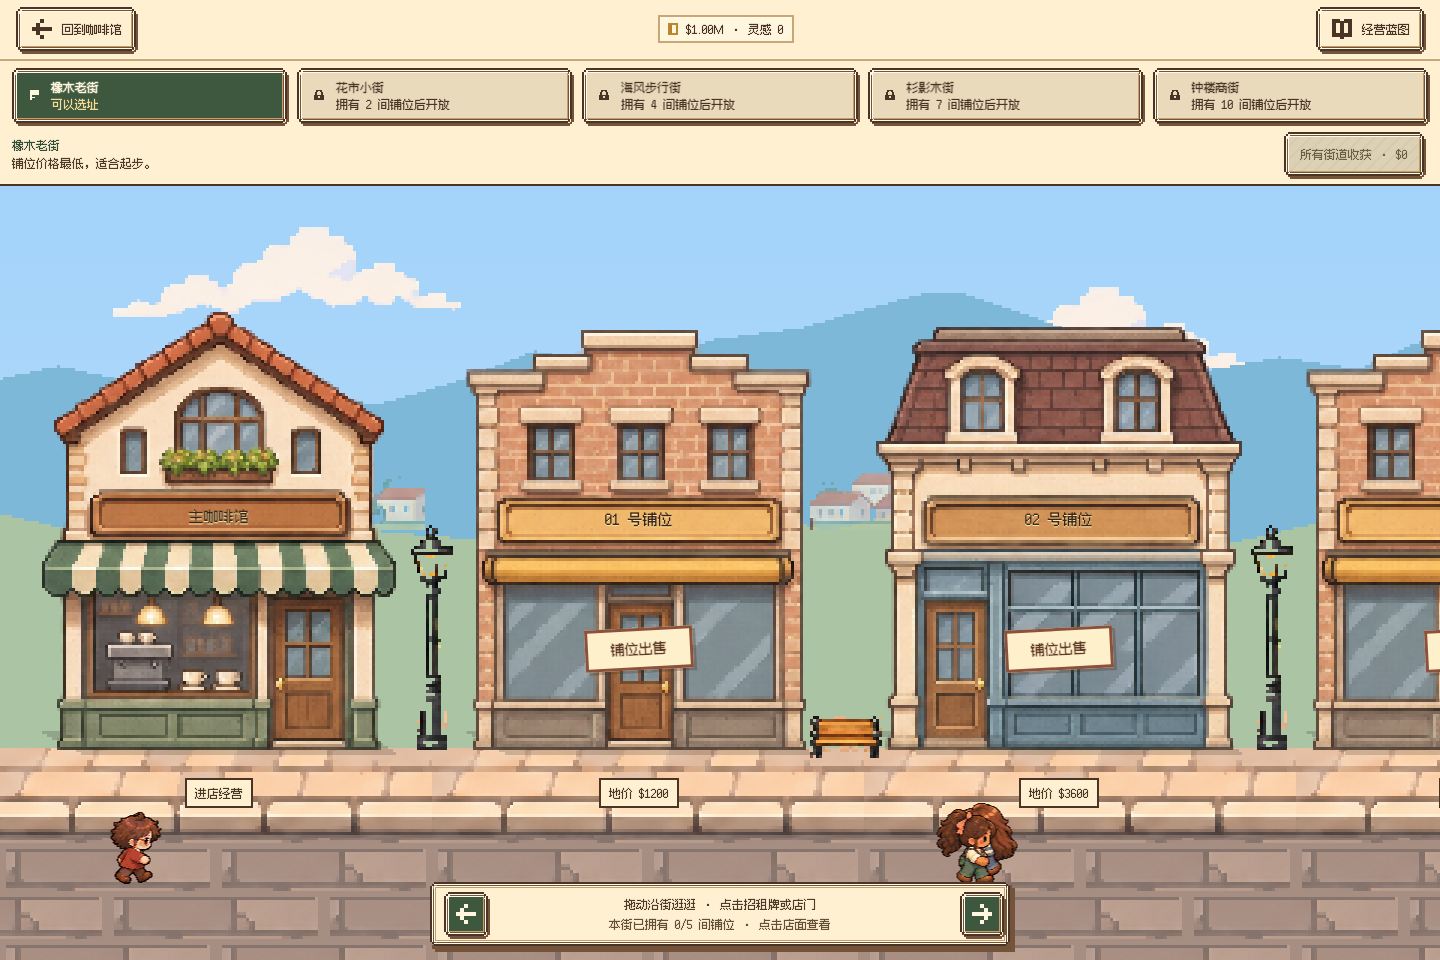 回到咖啡馆
$1.00M · 灵感 0
经营蓝图
橡木老街
可以选址
花市小街
拥有 2 间铺位后开放
海风步行街
拥有 4 间铺位后开放
杉影木街
拥有 7 间铺位后开放
钟楼商街
拥有 10 间铺位后开放
橡木老街
铺位价格最低，适合起步。
所有街道收获 · $0
主咖啡馆
01 号铺位
02 号铺位
铺位出售
铺位出售
进店经营
地价 $1200
地价 $3600
拖动沿街逛逛 · 点击招租牌或店门
本街已拥有 0/5 间铺位 · 点击店面查看